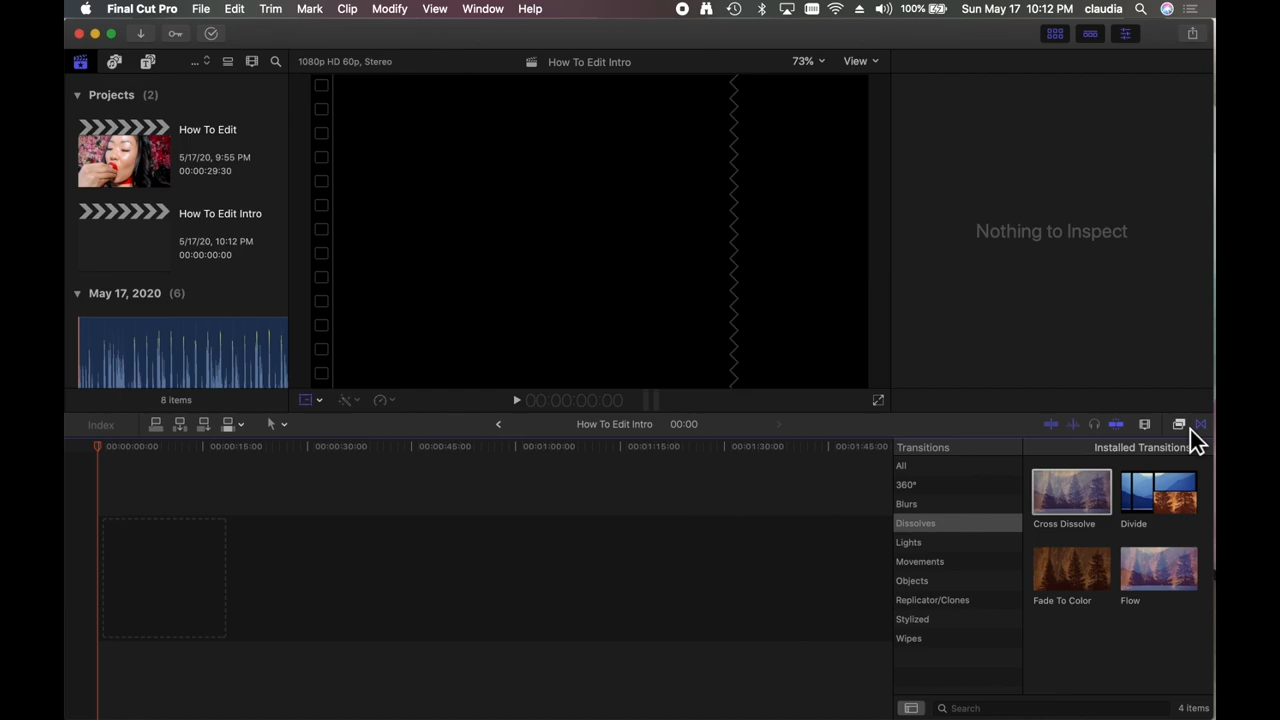 Final Cut Pro File Edit Trim Mark Clip Modify View Window Help 100% Sun May 17 10:12 PM claudia
... 1080p HD 60p, Stereo How To Edit Intro 73% View
Projects (2)
How To Edit
5/17/20, 9:55 PM
00:00:29:30
How To Edit Intro
5/17/20, 10:12 PM
00:00:00:00
May 17, 2020 (6)
Nothing to Inspect
8 items
00:00:00:00
Index
How To Edit Intro 00:00
00:00:00:00 00:00:15:00 00:00:30:00 00:00:45:00 00:01:00:00 00:01:15:00 00:01:30:00 00:01:45:00
Transitions
Installed Transitions
All
360°
Blurs
Dissolves
Lights
Movements
Objects
Replicator/Clones
Stylized
Wipes
Cross Dissolve
Divide
Fade To Color
Flow
Search
4 items